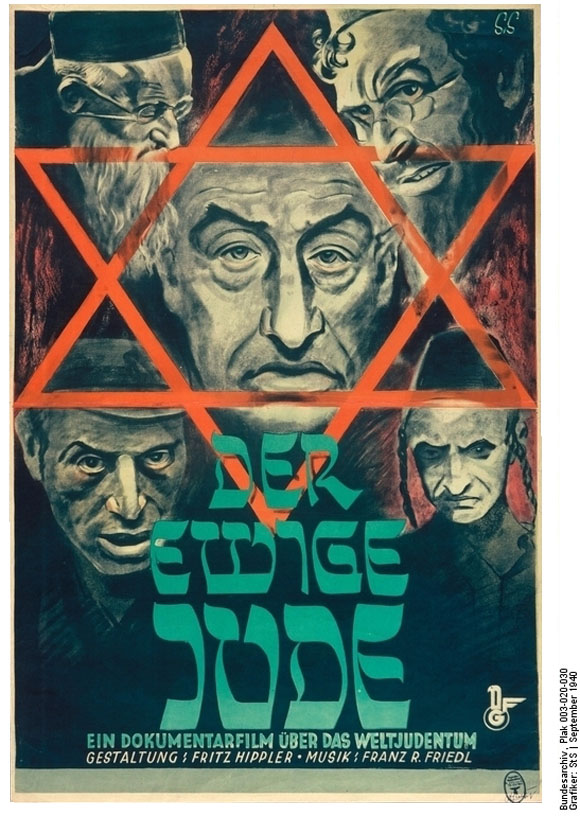 S.S
DER
EWIGE
JUDE
EIN DOKUMENTARFILM ÜBER DAS WELTJUDENTUM
GESTALTUNG: FRITZ HIPPLER · MUSIK: FRANZ R. FRIEDL
DFG
Bundesarchiv, Plak 003-020-030
Grafiker: StS | September 1940